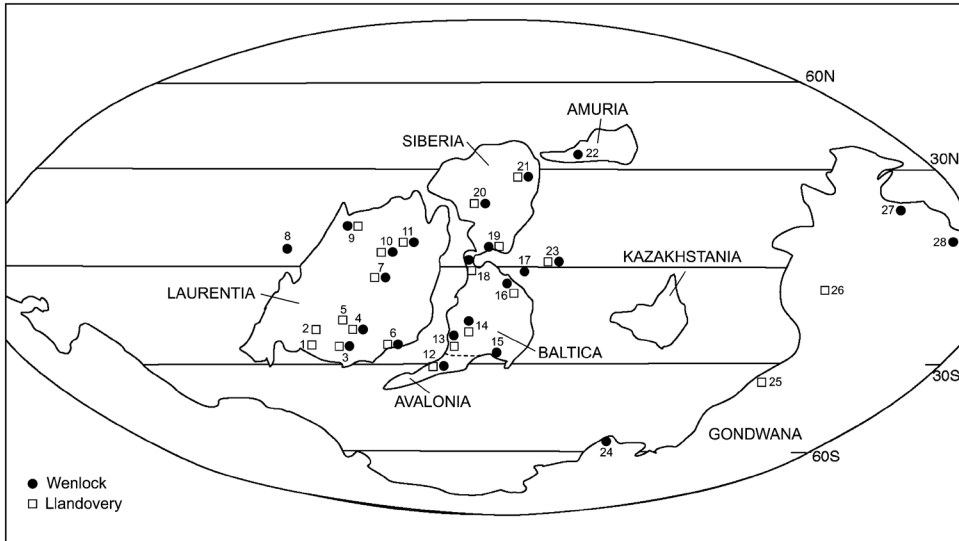 60N
AMURIA
SIBERIA
22
30N
21
20
27
8
9
11
10
19
28
23
17
KAZAKHSTANIA
7
18
LAURENTIA
16
26
5
4
2
14
13
1
3
6
15
BALTICA
12
30S
25
AVALONIA
GONDWANA
24
60S
Wenlock
Llandovery